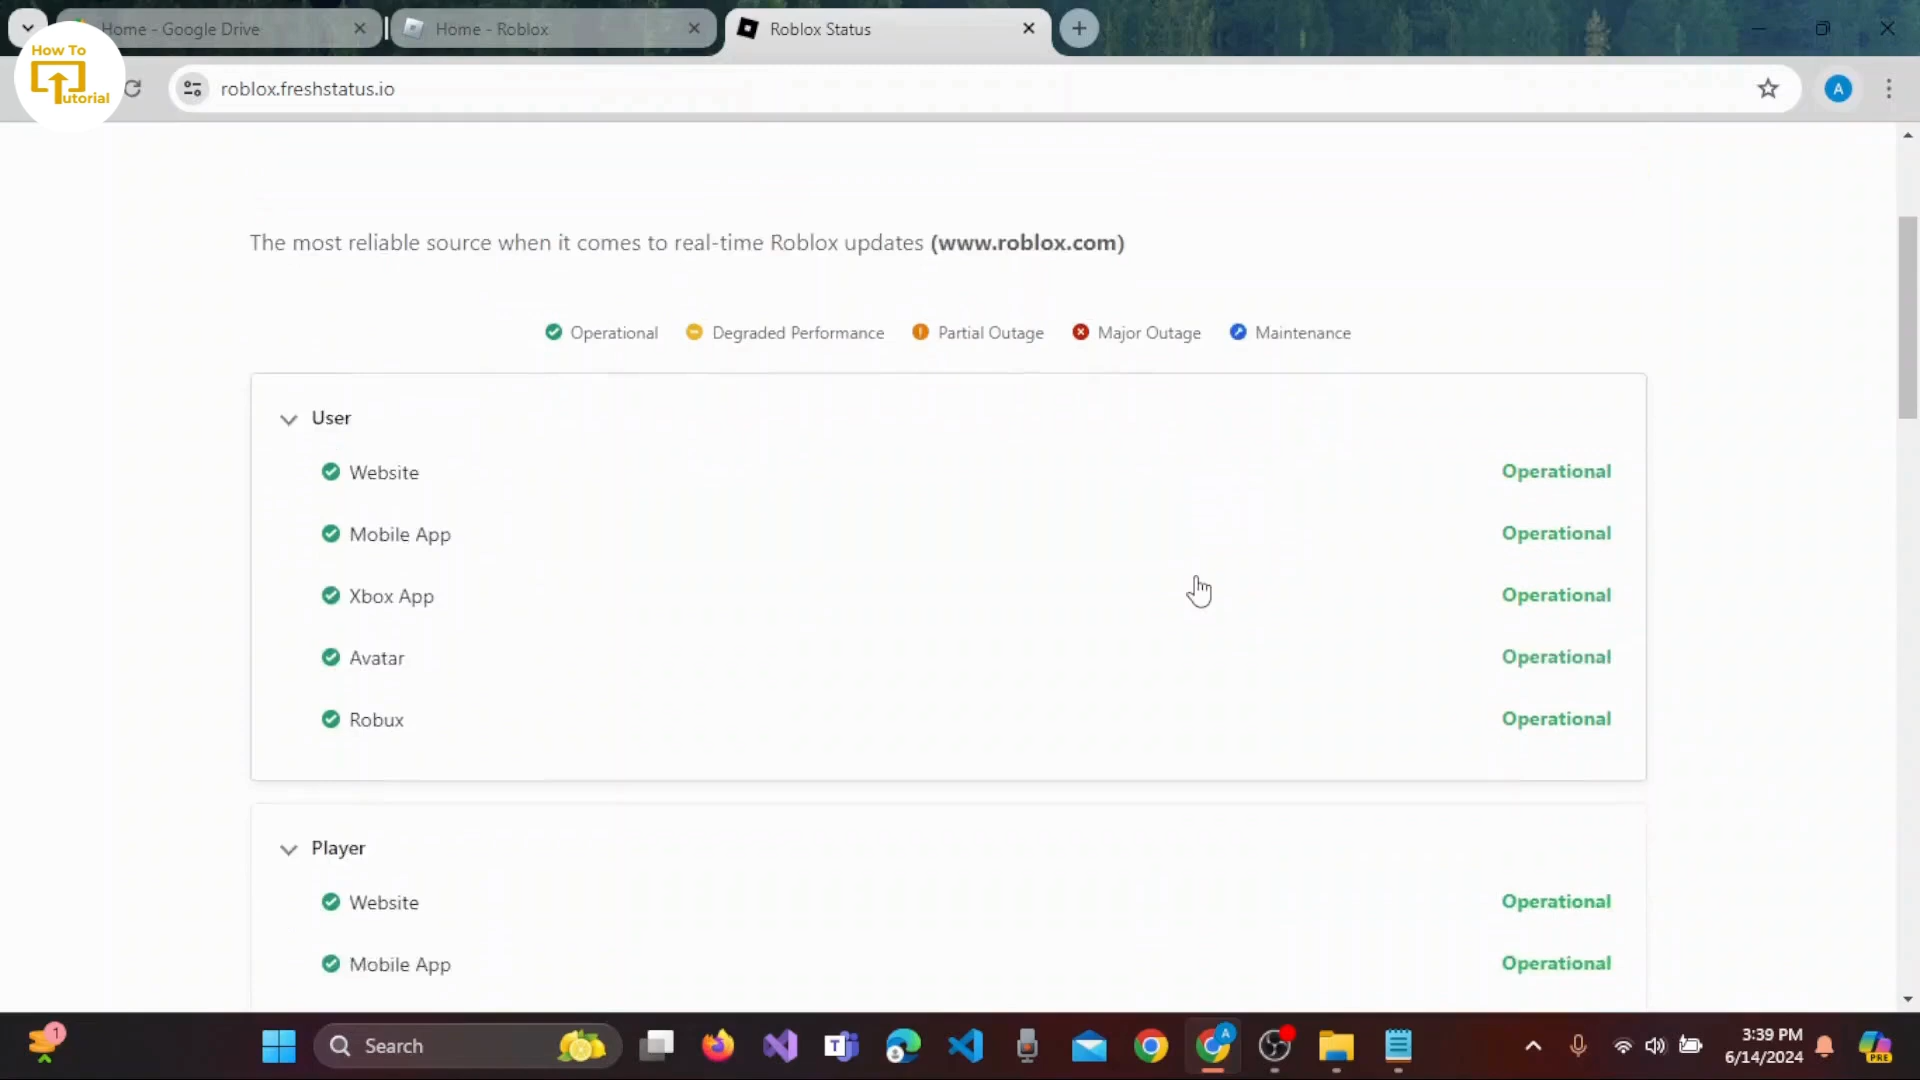 Home - Google Drive
Home - Roblox
Roblox Status
How To
utorial
roblox.freshstatus.io
A
The most reliable source when it comes to real-time Roblox updates (www.roblox.com)
Operational
Degraded Performance
Partial Outage
Major Outage
Maintenance
User
Website
Operational
Mobile App
Operational
Xbox App
Operational
Avatar
Operational
Robux
Operational
Player
Website
Operational
Mobile App
Operational
1
Search
T
A
3:39 PM
6/14/2024
PRE